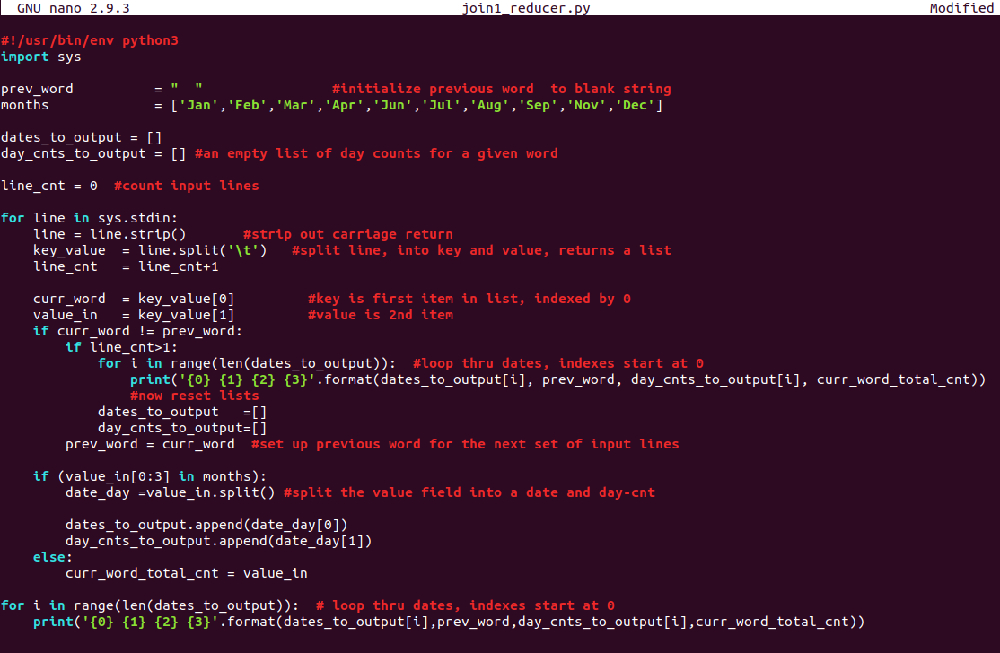 GNU nano 2.9.3 join1_reducer.py Modified
#!/usr/bin/env python3
import sys
prev_word = "  " #initialize previous word  to blank string
months = ['Jan','Feb','Mar','Apr','Jun','Jul','Aug','Sep','Nov','Dec']
dates_to_output = []
day_cnts_to_output = [] #an empty list of day counts for a given word
line_cnt = 0  #count input lines
for line in sys.stdin:
    line = line.strip()       #strip out carriage return
    key_value  = line.split('\t')   #split line, into key and value, returns a list
    line_cnt   = line_cnt+1
    curr_word  = key_value[0]         #key is first item in list, indexed by 0
    value_in   = key_value[1]         #value is 2nd item
    if curr_word != prev_word:
        if line_cnt>1:
            for i in range(len(dates_to_output)):  #loop thru dates, indexes start at 0
                print('{0} {1} {2} {3}'.format(dates_to_output[i], prev_word, day_cnts_to_output[i], curr_word_total_cnt))
                #now reset lists
            dates_to_output   =[]
            day_cnts_to_output=[]
        prev_word = curr_word  #set up previous word for the next set of input lines
    if (value_in[0:3] in months):
        date_day =value_in.split() #split the value field into a date and day-cnt
        dates_to_output.append(date_day[0])
        day_cnts_to_output.append(date_day[1])
    else:
        curr_word_total_cnt = value_in
for i in range(len(dates_to_output)):  # loop thru dates, indexes start at 0
    print('{0} {1} {2} {3}'.format(dates_to_output[i],prev_word,day_cnts_to_output[i],curr_word_total_cnt))